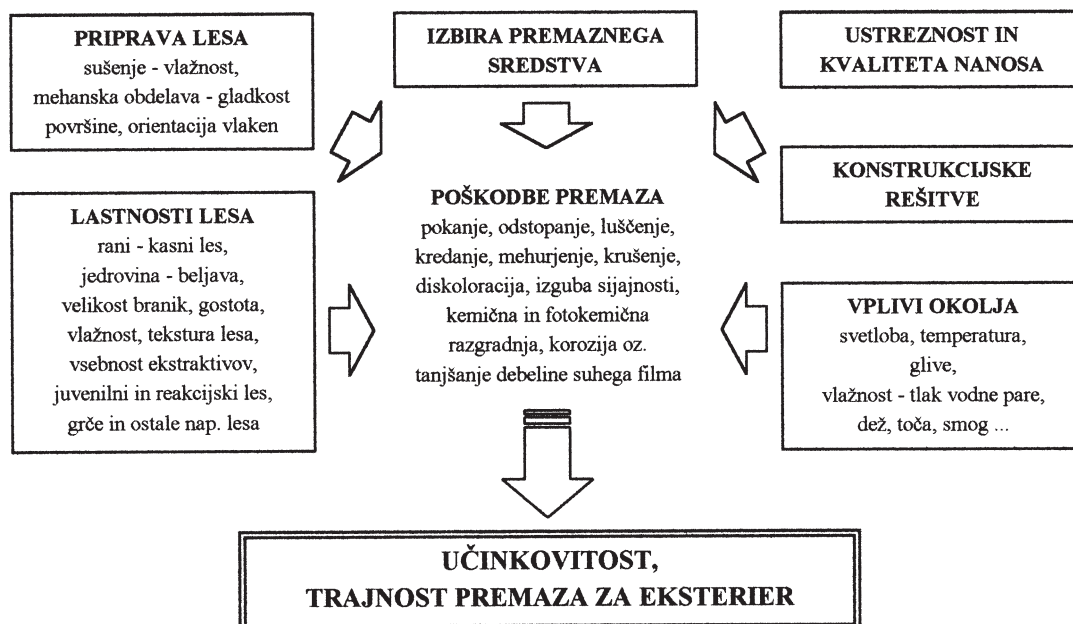 PRIPRAVA LESA
sušenje - vlažnost,
mehanska obdelava - gladkost
površine, orientacija vlaken
IZBIRA PREMAZNEGA
SREDSTVA
USTREZNOST IN
KVALITETA NANOSA
KONSTRUKCIJSKE
REŠITVE
LASTNOSTI LESA
rani - kasni les,
jedrovina - beljava,
velikost branik, gostota,
vlažnost, tekstura lesa,
vsebnost ekstraktivov,
juvenilni in reakcijski les,
grče in ostale nap. lesa
POŠKODBE PREMAZA
pokanje, odstopanje, luščenje,
kredanje, mehurjenje, krušenje,
diskoloracija, izguba sijajnosti,
kemična in fotokemična
razgradnja, korozija oz.
tanjšanje debeline suhega filma
VPLIVI OKOLJA
svetloba, temperatura,
glive,
vlažnost - tlak vodne pare,
dež, toča, smog ...
UČINKOVITOST,
TRAJNOST PREMAZA ZA EKSTERIER